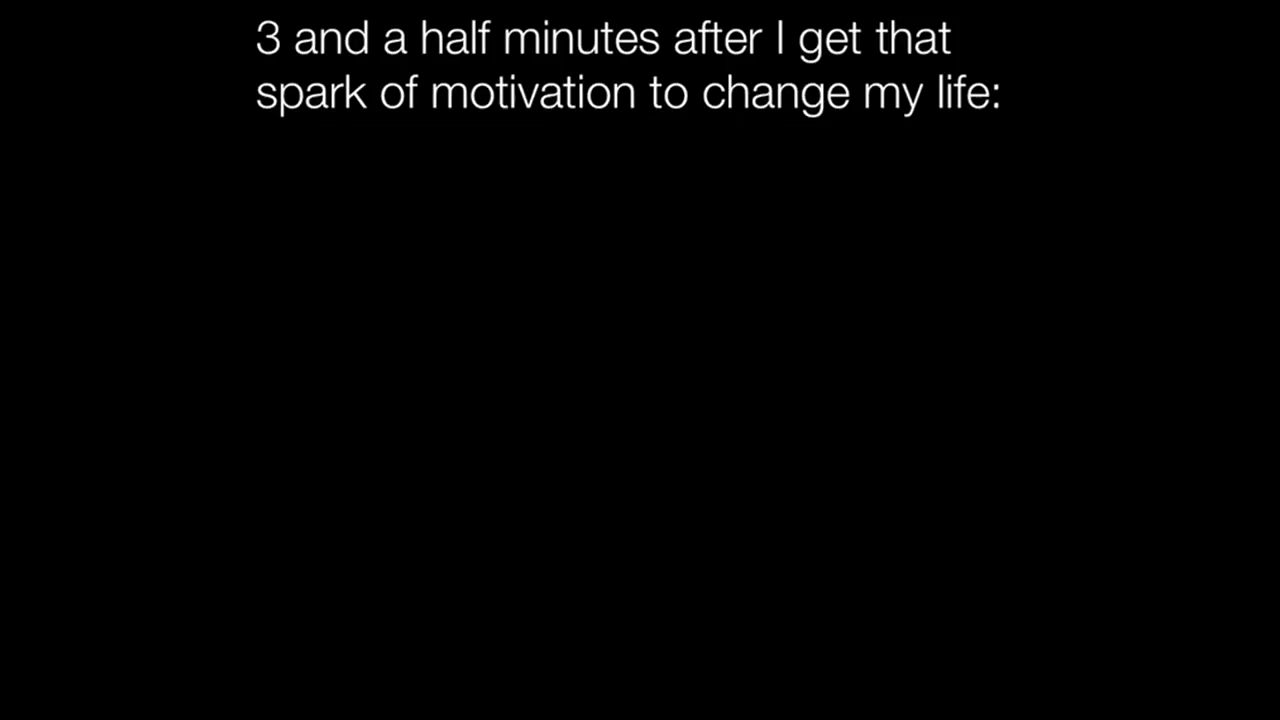 3 and a half minutes after I get that
spark of motivation to change my life: